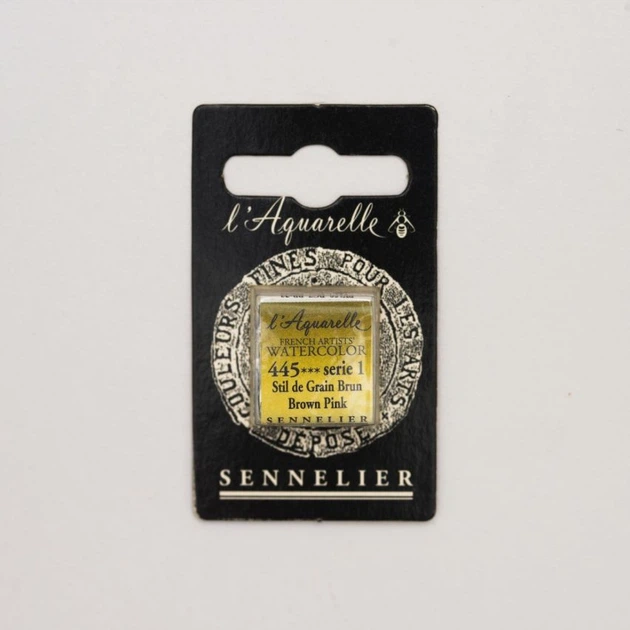 l'Aquarelle
COULEURS FINES POUR LES ARTS
DÉPOSÉ
l'Aquarelle
FRENCH ARTISTS'
WATERCOLOR
445*** serie 1
Stil de Grain Brun
Brown Pink
SENNELIER
SENNELIER